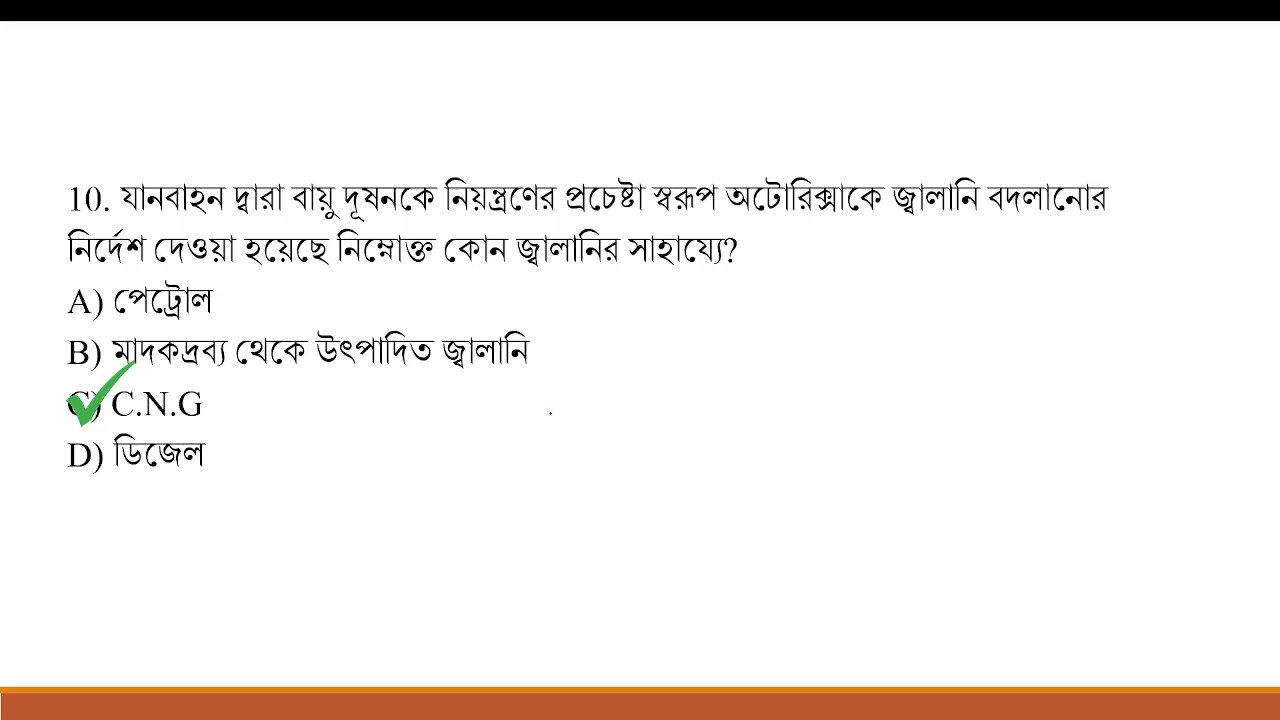 10. যানবাহন দ্বারা বায়ু দূষনকে নিয়ন্ত্রণের প্রচেষ্টা স্বরূপ অটোরিক্সাকে জ্বালানি বদলানোর
নির্দেশ দেওয়া হয়েছে নিম্নোক্ত কোন জ্বালানির সাহায্যে?
A) পেট্রোল
B) মাদকদ্রব্য থেকে উৎপাদিত জ্বালানি
C) C.N.G
D) ডিজেল